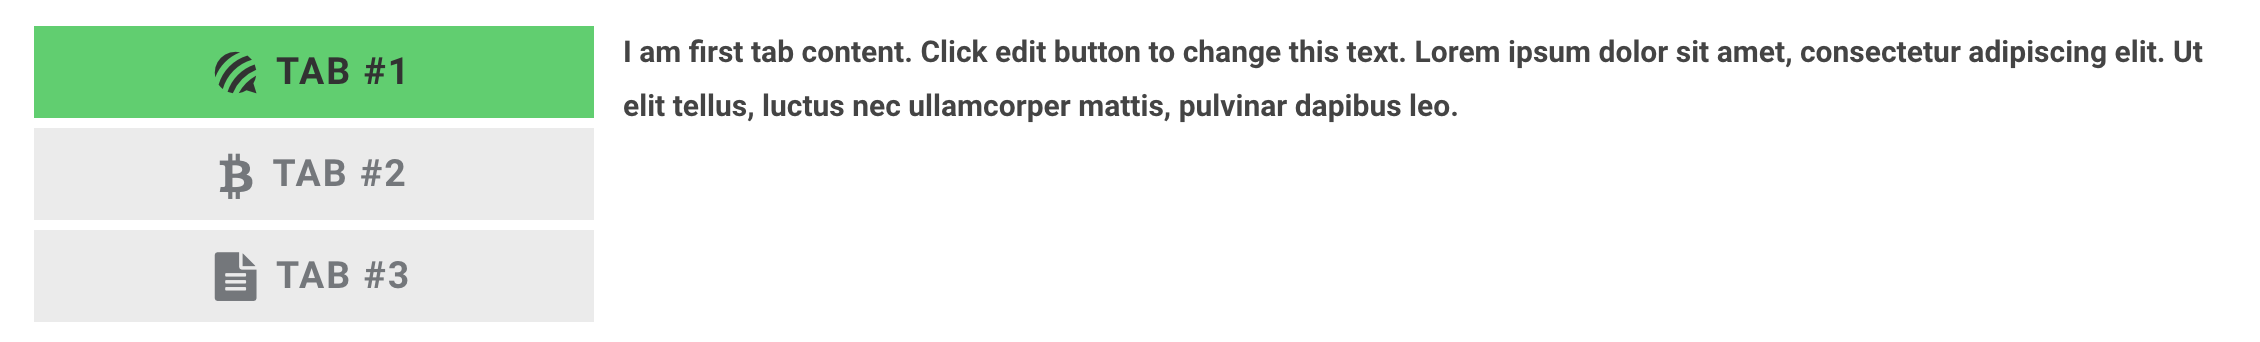 TAB #1
TAB #2
TAB #3
I am first tab content. Click edit button to change this text. Lorem ipsum dolor sit amet, consectetur adipiscing elit. Ut
elit tellus, luctus nec ullamcorper mattis, pulvinar dapibus leo.